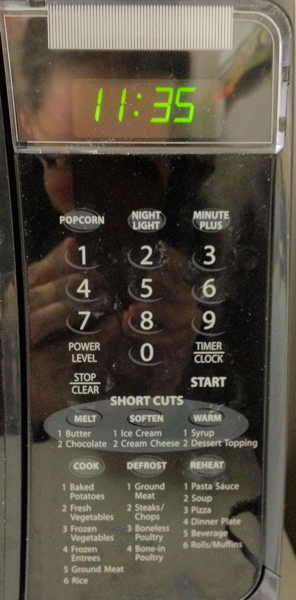 11:35
POPCORN
NIGHT LIGHT
MINUTE PLUS
1 2 3
4 5 6
7 8 9
POWER LEVEL
0
TIMER
CLOCK
STOP
CLEAR
START
SHORT CUTS
MELT
1 Butter
2 Chocolate
SOFTEN
1 Ice Cream
2 Cream Cheese
WARM
1 Syrup
2 Dessert Topping
COOK
1 Baked
Potatoes
2 Fresh
Vegetables
3 Frozen
Vegetables
4 Frozen
Entrees
5 Ground Meat
6 Rice
DEFROST
1 Ground
Meat
2 Steaks/
Chops
3 Boneless
Poultry
4 Bone-in
Poultry
REHEAT
1 Pasta Sauce
2 Soup
3 Pizza
4 Dinner Plate
5 Beverage
6 Rolls/Muffins